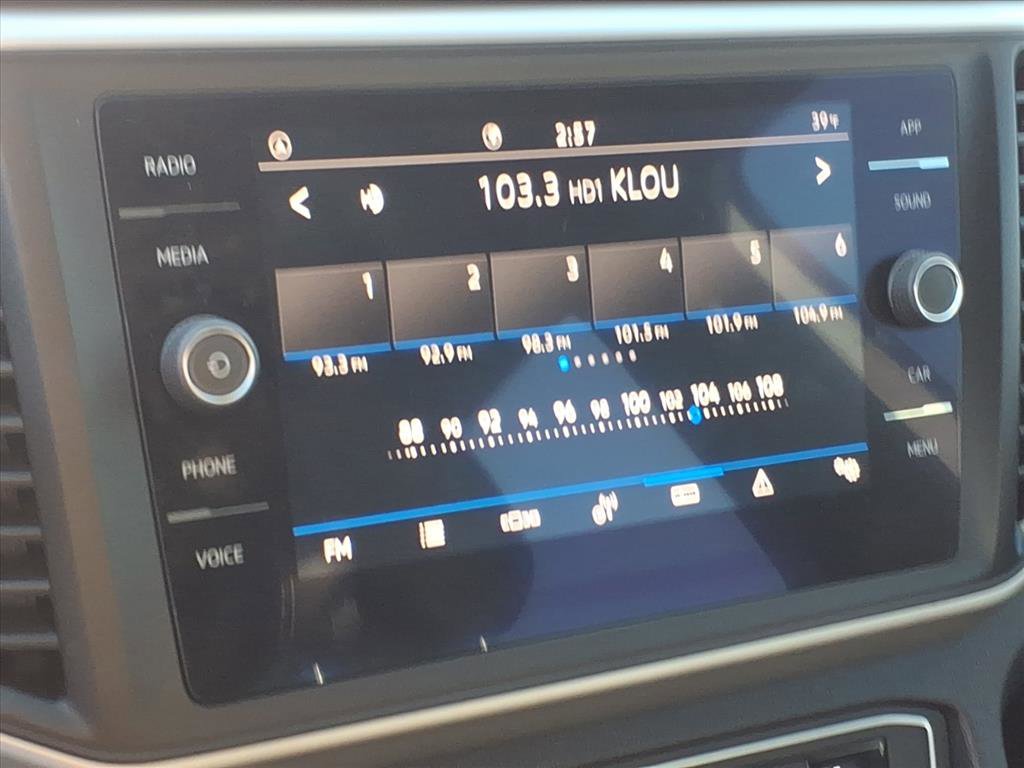 RADIO
MEDIA
PHONE
VOICE
2:57
39°F
< 103.3 HD1 KLOU >
1 2 3 4 5 6
93.3 FM 92.9 FM 98.3 FM 101.5 FM 101.9 FM 104.9 FM
88 90 92 94 96 98 100 102 104 106 108
FM
APP
SOUND
CAR
MENU